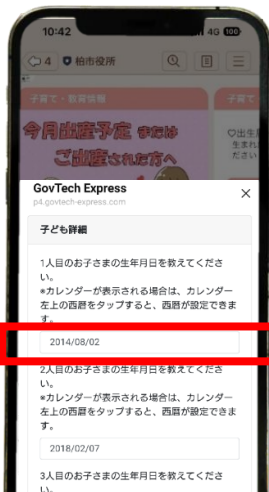 10:42
4G 100
4 柏市役所
子育て・教育情報
子育て
今月出産予定 または
ご出産された方へ
♡出生
生まれ
ださい
GovTech Express
p4.govtech-express.com
×
子ども詳細
1人目のお子さまの生年月日を教えてくださ
い。
※カレンダーが表示される場合は、カレンダー
左上の西暦をタップすると、西暦が設定できま
す。
2014/08/02
2人目のお子さまの生年月日を教えてくださ
い。
※カレンダーが表示される場合は、カレンダー
左上の西暦をタップすると、西暦が設定できま
す。
2018/02/07
3人目のお子さまの生年月日を教えてくださ
い。